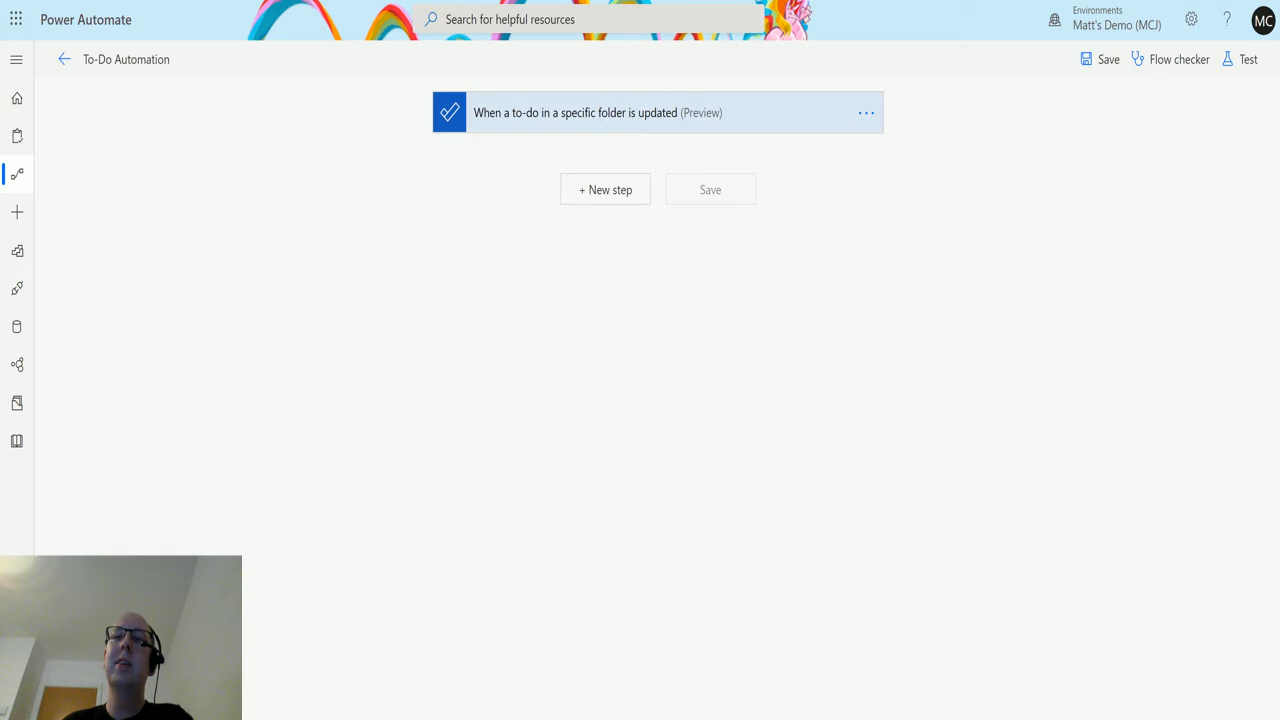 Power Automate
Search for helpful resources
Environments
Matt's Demo (MCJ)
MC
To-Do Automation
Save
Flow checker
Test
When a to-do in a specific folder is updated (Preview)
+ New step
Save